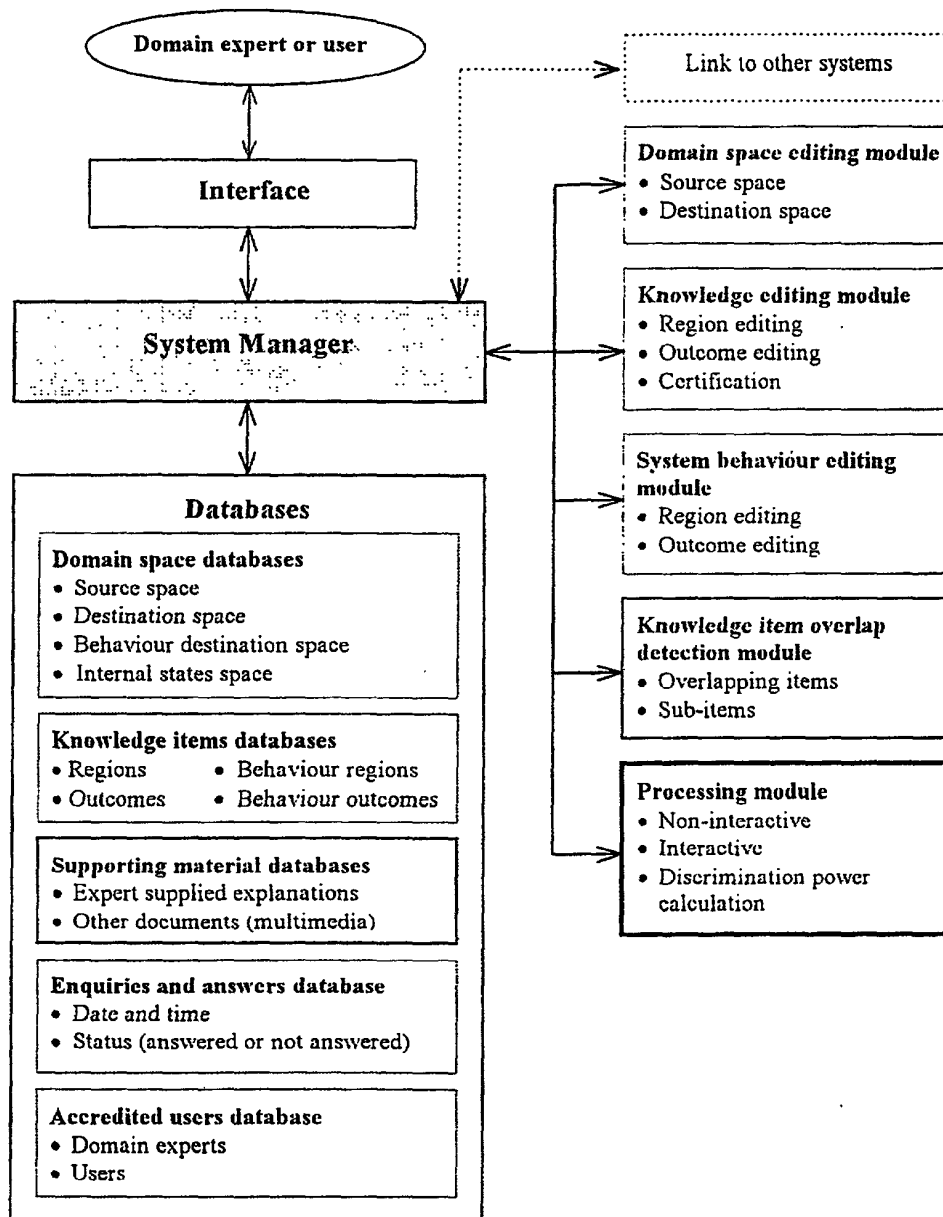 Domain expert or user
Interface
System Manager
Databases
Domain space databases
• Source space
• Destination space
• Behaviour destination space
• Internal states space
Knowledge items databases
• Regions • Behaviour regions
• Outcomes • Behaviour outcomes
Supporting material databases
• Expert supplied explanations
• Other documents (multimedia)
Enquiries and answers database
• Date and time
• Status (answered or not answered)
Accredited users database
• Domain experts
• Users
Link to other systems
Domain space editing module
• Source space
• Destination space
Knowledge editing module
• Region editing
• Outcome editing
• Certification
System behaviour editing
module
• Region editing
• Outcome editing
Knowledge item overlap
detection module
• Overlapping items
• Sub-items
Processing module
• Non-interactive
• Interactive
• Discrimination power
calculation